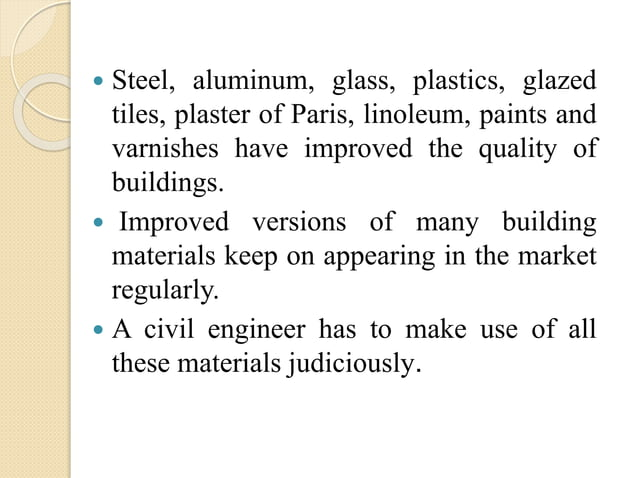 • Steel, aluminum, glass, plastics, glazed
tiles, plaster of Paris, linoleum, paints and
varnishes have improved the quality of
buildings.
• Improved versions of many building
materials keep on appearing in the market
regularly.
• A civil engineer has to make use of all
these materials judiciously.